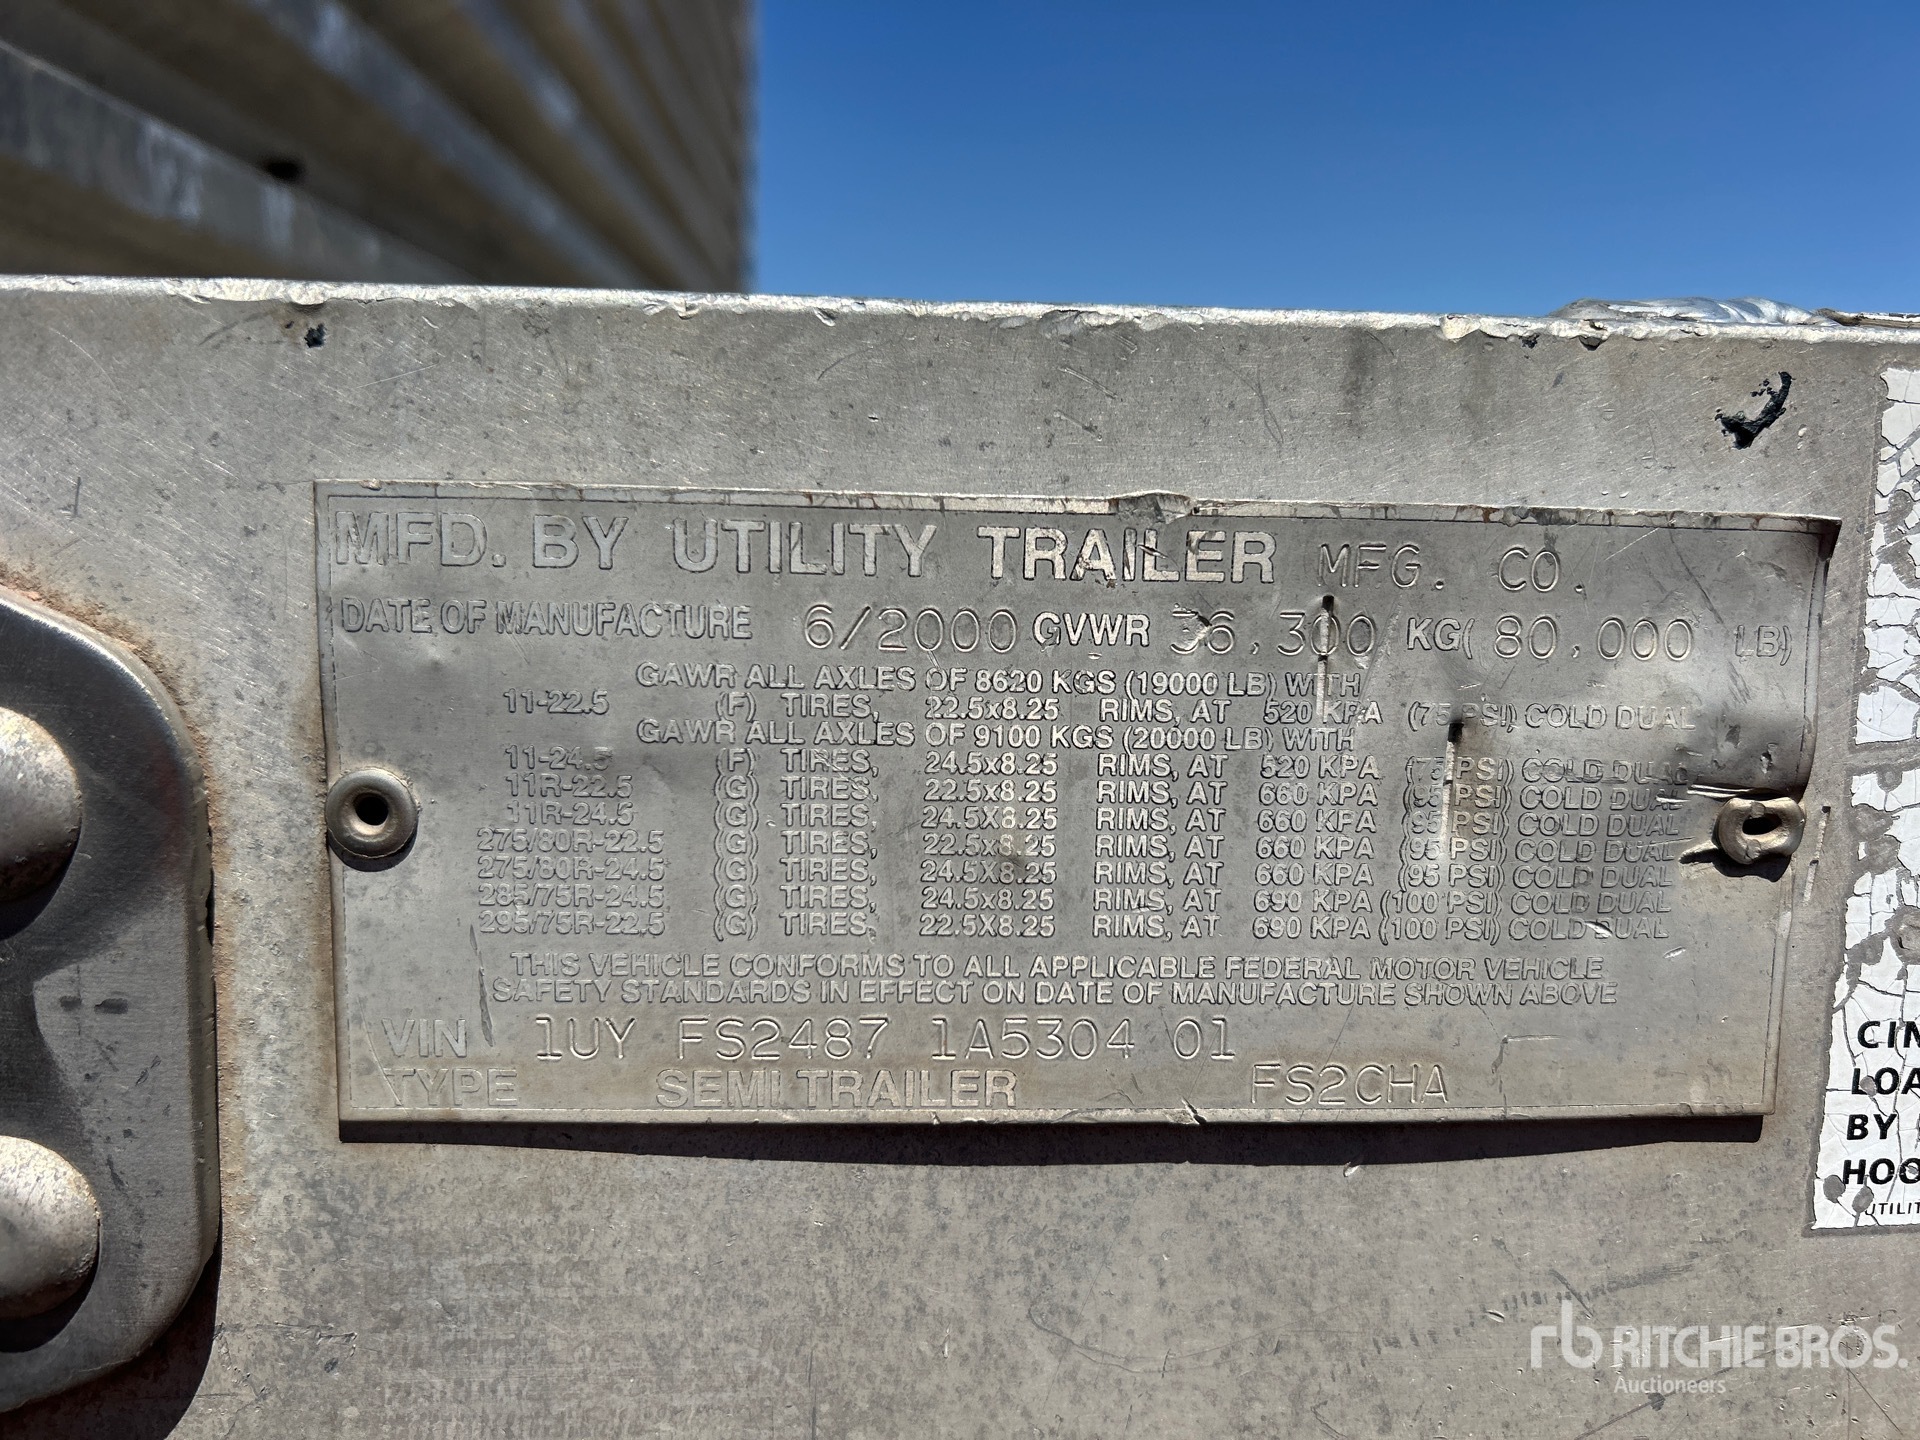 MFD. BY UTILITY TRAILER MFG. CO.
DATE OF MANUFACTURE 6/2000 GVWR 36,300 KG( 80,000 LB)
GAWR ALL AXLES OF 8620 KGS (19000 LB) WITH
11-22.5 (F) TIRES, 22.5x8.25 RIMS, AT 520 KPA (75 PSI) COLD DUAL
GAWR ALL AXLES OF 9100 KGS (20000 LB) WITH
11-24.5 (F) TIRES, 24.5x8.25 RIMS, AT 520 KPA (75 PSI) COLD DUAL
11R-22.5 (G) TIRES, 22.5x8.25 RIMS, AT 660 KPA (95 PSI) COLD DUAL
11R-24.5 (G) TIRES, 24.5X8.25 RIMS, AT 660 KPA (95 PSI) COLD DUAL
275/80R-22.5 (G) TIRES, 22.5x8.25 RIMS, AT 660 KPA (95 PSI) COLD DUAL
275/80R-24.5 (G) TIRES, 24.5X8.25 RIMS, AT 660 KPA (95 PSI) COLD DUAL
285/75R-24.5 (G) TIRES, 24.5x8.25 RIMS, AT 690 KPA (100 PSI) COLD DUAL
295/75R-22.5 (G) TIRES, 22.5X8.25 RIMS, AT 690 KPA (100 PSI) COLD DUAL
THIS VEHICLE CONFORMS TO ALL APPLICABLE FEDERAL MOTOR VEHICLE
SAFETY STANDARDS IN EFFECT ON DATE OF MANUFACTURE SHOWN ABOVE
VIN 1UY FS2487 1A5304 01
TYPE SEMI TRAILER FS2CHA
CIN
LOA
BY
HOO
UTILIT
rb RITCHIE BROS.
Auctioneers